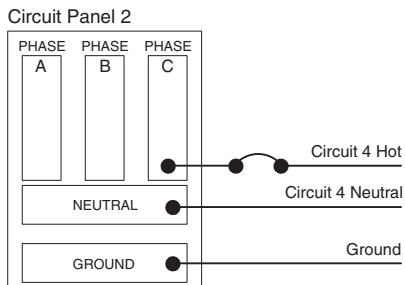 Circuit Panel 2
PHASE PHASE PHASE
A B C
Circuit 4 Hot
Circuit 4 Neutral
NEUTRAL
Ground
GROUND